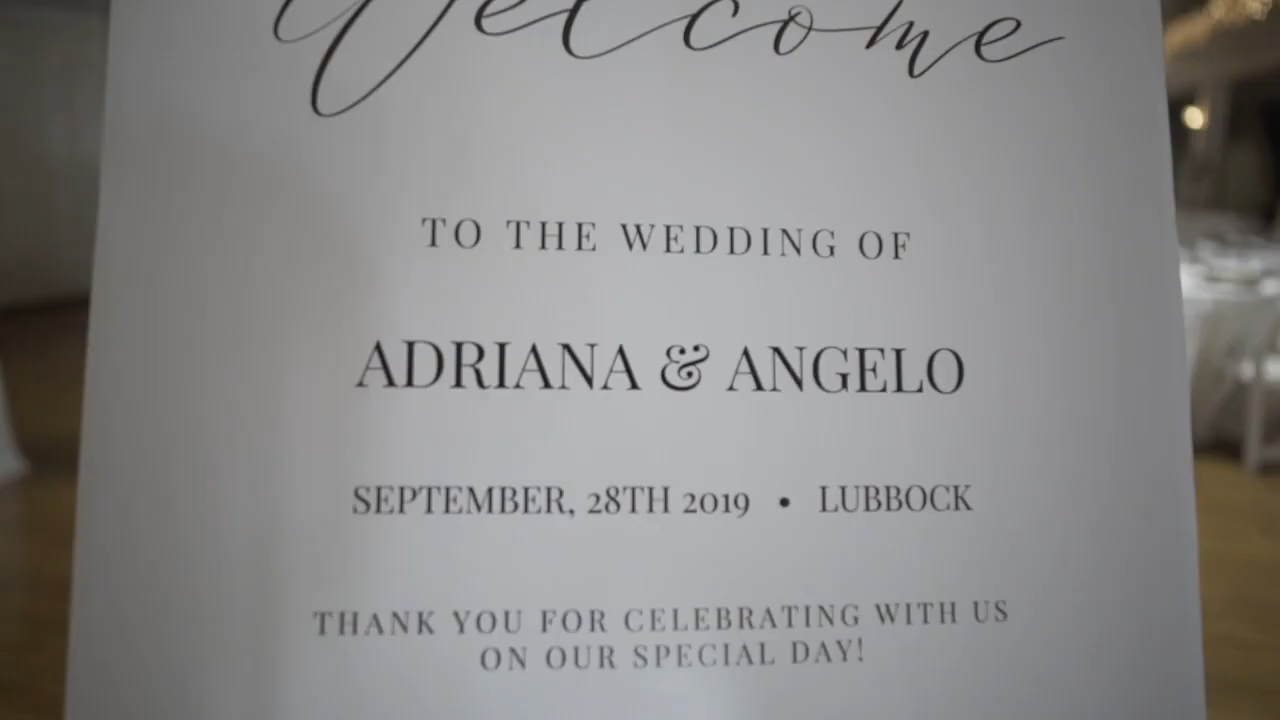 Welcome
TO THE WEDDING OF
ADRIANA & ANGELO
SEPTEMBER, 28TH 2019 • LUBBOCK
THANK YOU FOR CELEBRATING WITH US
ON OUR SPECIAL DAY!